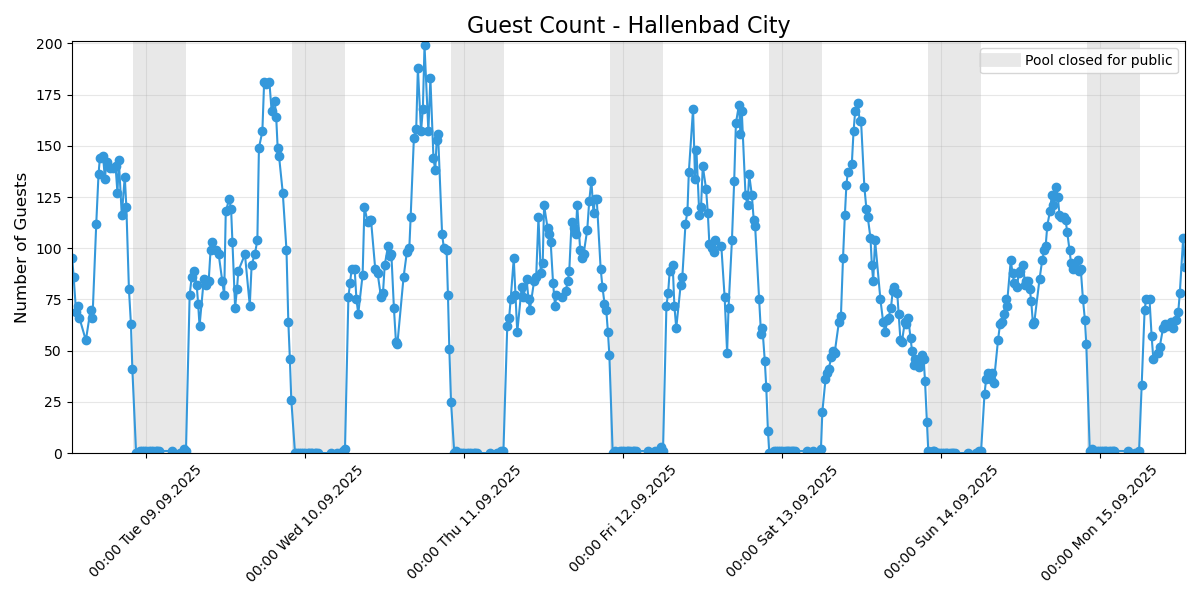 Guest Count - Hallenbad City
Pool closed for public
Number of Guests
200
175
150
125
100
75
50
25
0
00:00 Tue 09.09.2025
00:00 Wed 10.09.2025
00:00 Thu 11.09.2025
00:00 Fri 12.09.2025
00:00 Sat 13.09.2025
00:00 Sun 14.09.2025
00:00 Mon 15.09.2025